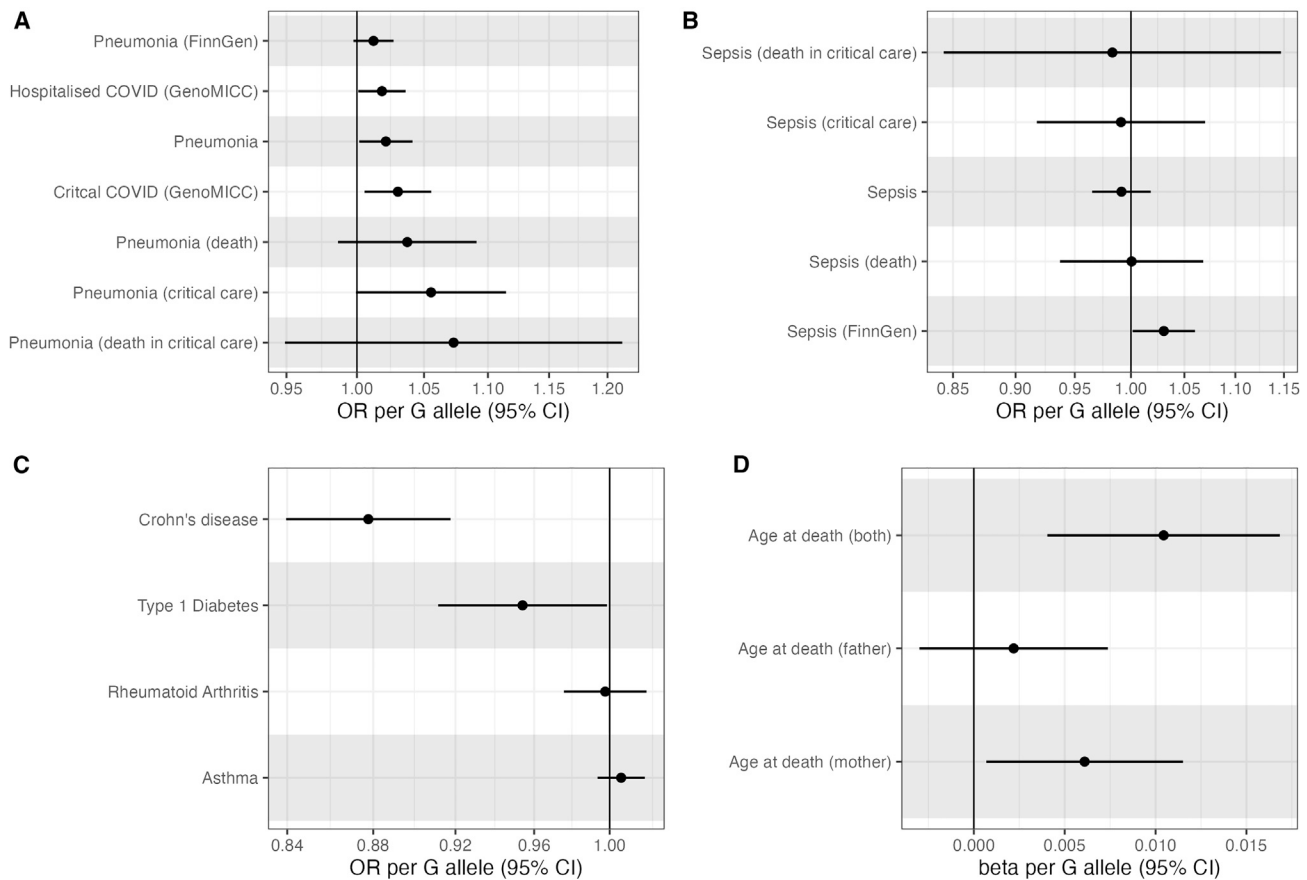 A
Pneumonia (FinnGen)
Hospitalised COVID (GenoMICC)
Pneumonia
Critcal COVID (GenoMICC)
Pneumonia (death)
Pneumonia (critical care)
Pneumonia (death in critical care)
0.95 1.00 1.05 1.10 1.15 1.20
OR per G allele (95% CI)
B
Sepsis (death in critical care)
Sepsis (critical care)
Sepsis
Sepsis (death)
Sepsis (FinnGen)
0.85 0.90 0.95 1.00 1.05 1.10 1.15
OR per G allele (95% CI)
C
Crohn's disease
Type 1 Diabetes
Rheumatoid Arthritis
Asthma
0.84 0.88 0.92 0.96 1.00
OR per G allele (95% CI)
D
Age at death (both)
Age at death (father)
Age at death (mother)
0.000 0.005 0.010 0.015
beta per G allele (95% CI)